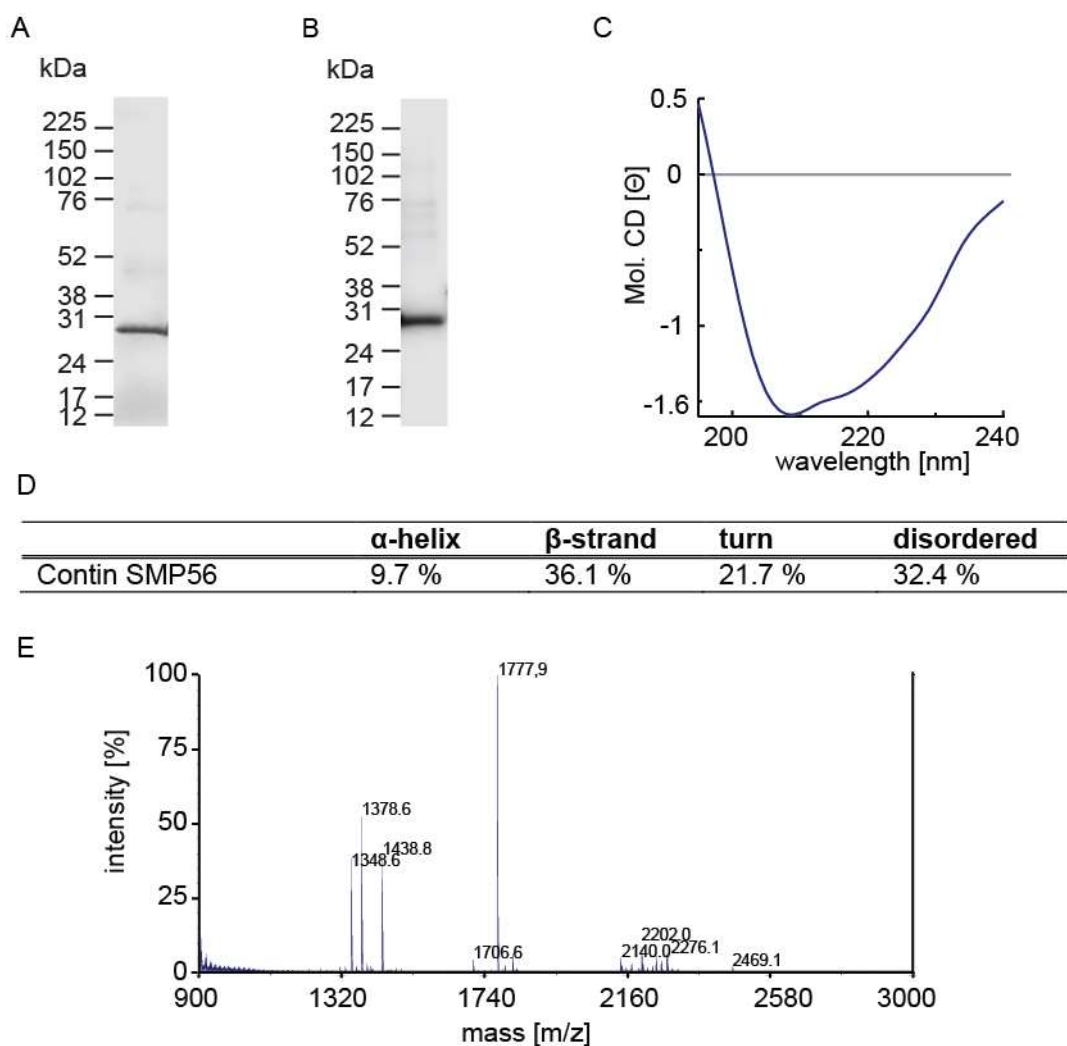 A
B
C
kDa
225
150
102
76
52
38
31
24
17
12
kDa
225
150
102
76
52
38
31
24
17
12
Mol. CD [Θ]
0.5
0
-1
-1.6
200
220
240
wavelength [nm]
D
α-helix β-strand turn disordered
Contin SMP56 9.7 % 36.1 % 21.7 % 32.4 %
E
intensity [%]
100
75
50
25
0
1777,9
1378.6
1438.8
1348.6
2202.0
1706.6
2140.0
2276.1
2469.1
900 1320 1740 2160 2580 3000
mass [m/z]